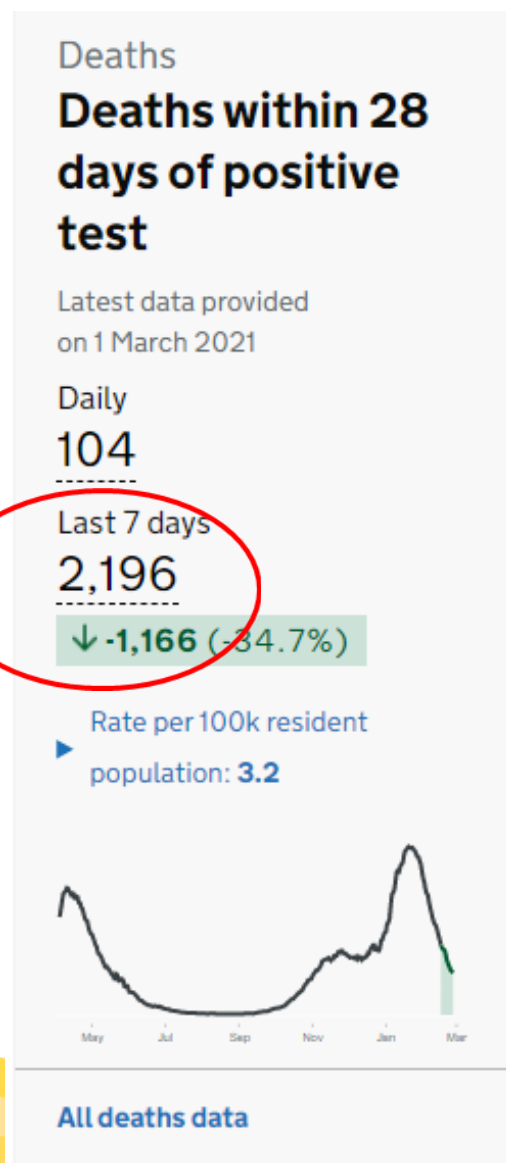 Deaths
Deaths within 28
days of positive
test
Latest data provided
on 1 March 2021
Daily
104
Last 7 days
2,196
↓ -1,166 (-34.7%)
Rate per 100k resident
population: 3.2
May Jul Sep Nov Jan Mar
All deaths data